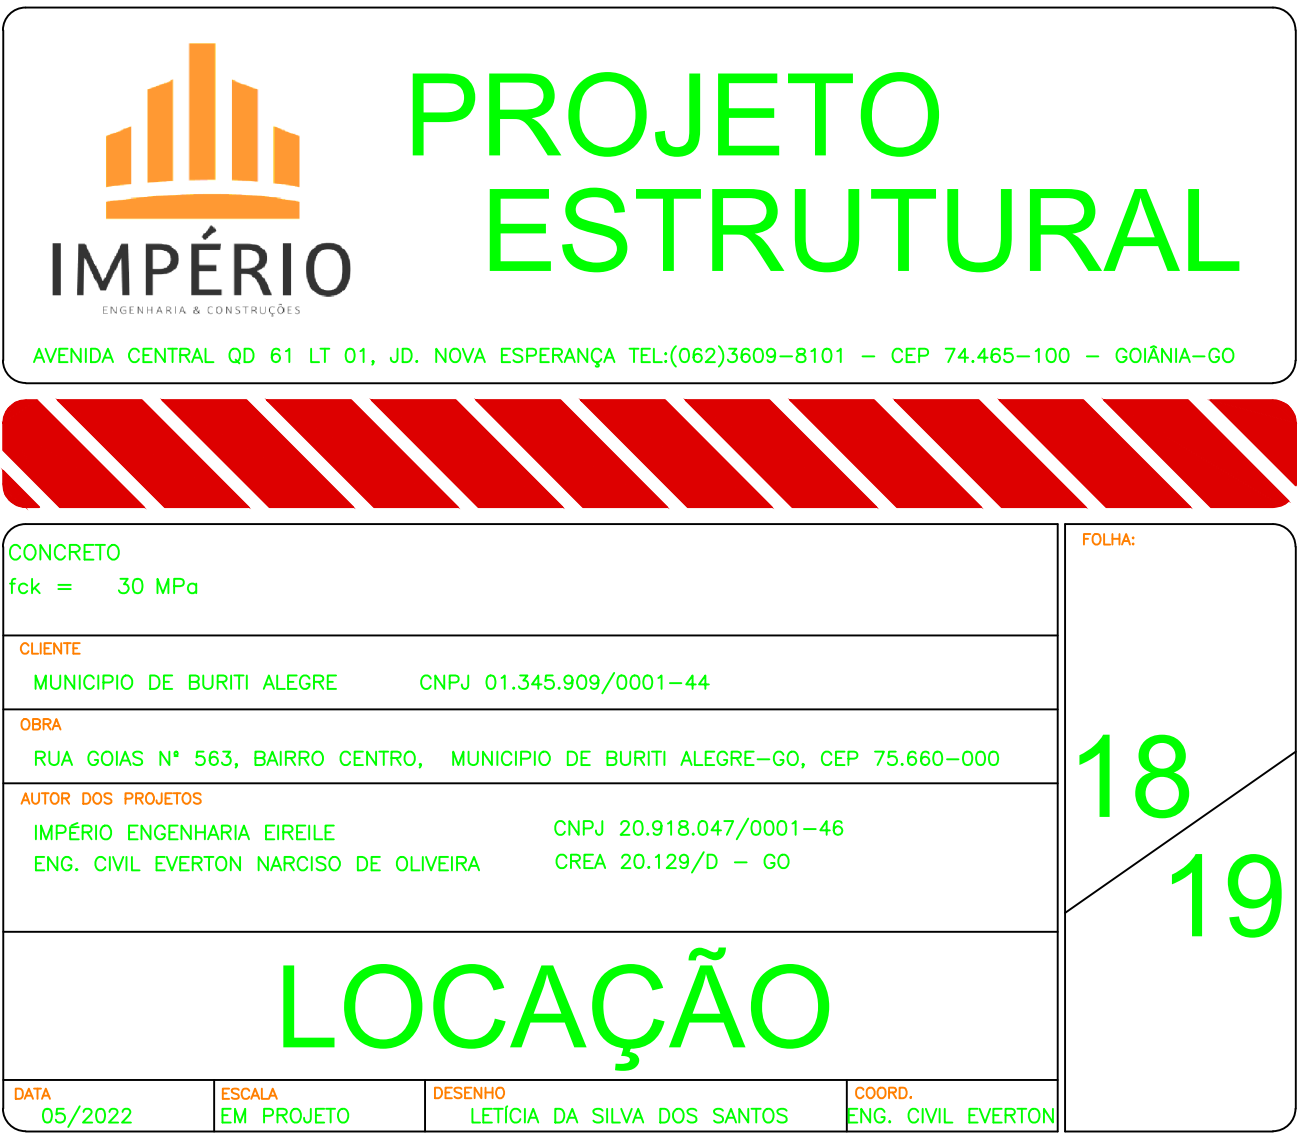 PROJETO
ESTRUTURAL
IMPÉRIO
ENGENHARIA & CONSTRUÇÕES
AVENIDA CENTRAL QD 61 LT 01, JD. NOVA ESPERANÇA TEL:(062)3609-8101 - CEP 74.465-100 - GOIÂNIA-GO
CONCRETO
fck = 30 MPa
FOLHA:
18
19
CLIENTE
MUNICIPIO DE BURITI ALEGRE CNPJ 01.345.909/0001-44
OBRA
RUA GOIAS Nº 563, BAIRRO CENTRO, MUNICIPIO DE BURITI ALEGRE-GO, CEP 75.660-000
AUTOR DOS PROJETOS
IMPÉRIO ENGENHARIA EIREILE CNPJ 20.918.047/0001-46
ENG. CIVIL EVERTON NARCISO DE OLIVEIRA CREA 20.129/D - GO
LOCAÇÃO
DATA
05/2022
ESCALA
EM PROJETO
DESENHO
LETÍCIA DA SILVA DOS SANTOS
COORD.
ENG. CIVIL EVERTON